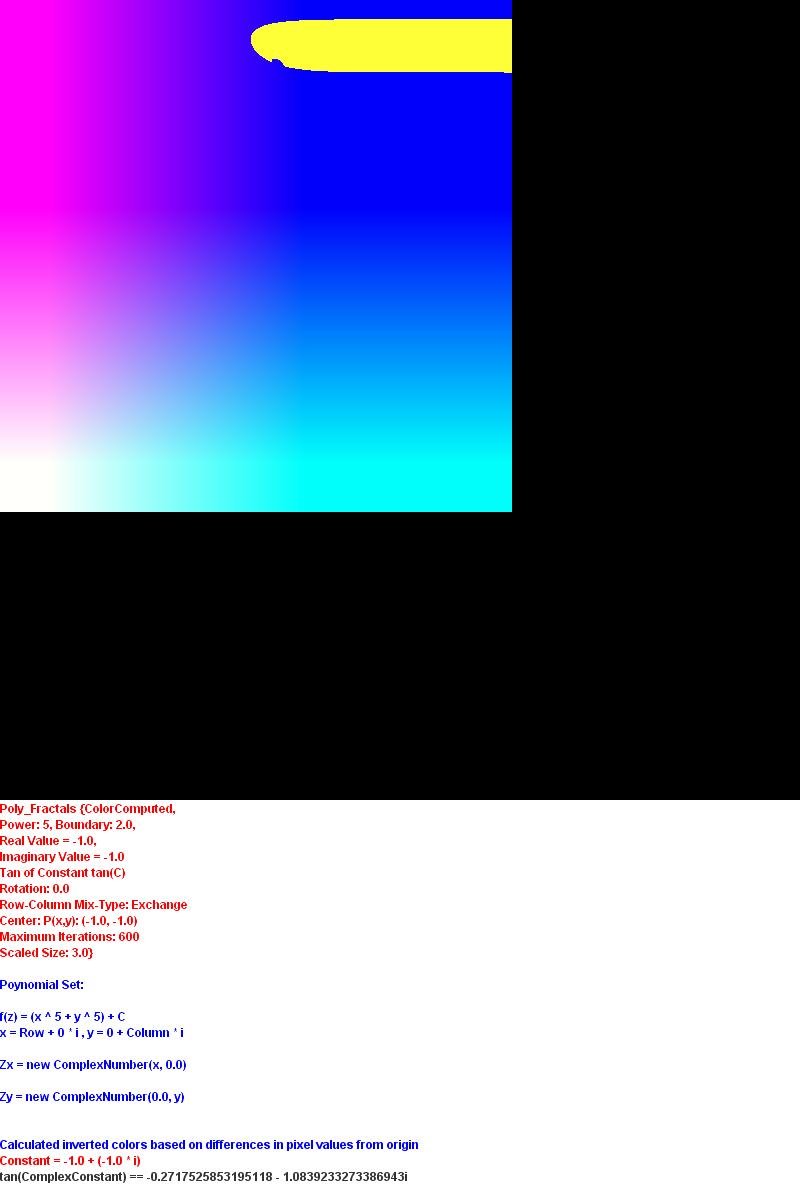 Poly_Fractals {ColorComputed,
Power: 5, Boundary: 2.0,
Real Value = -1.0,
Imaginary Value = -1.0
Tan of Constant tan(C)
Rotation: 0.0
Row-Column Mix-Type: Exchange
Center: P(x,y): (-1.0, -1.0)
Maximum Iterations: 600
Scaled Size: 3.0}
Poynomial Set:
f(z) = (x ^ 5 + y ^ 5) + C
x = Row + 0 * i , y = 0 + Column * i
Zx = new ComplexNumber(x, 0.0)
Zy = new ComplexNumber(0.0, y)
Calculated inverted colors based on differences in pixel values from origin
Constant = -1.0 + (-1.0 * i)
tan(ComplexConstant) == -0.2717525853195118 - 1.0839233273386943i